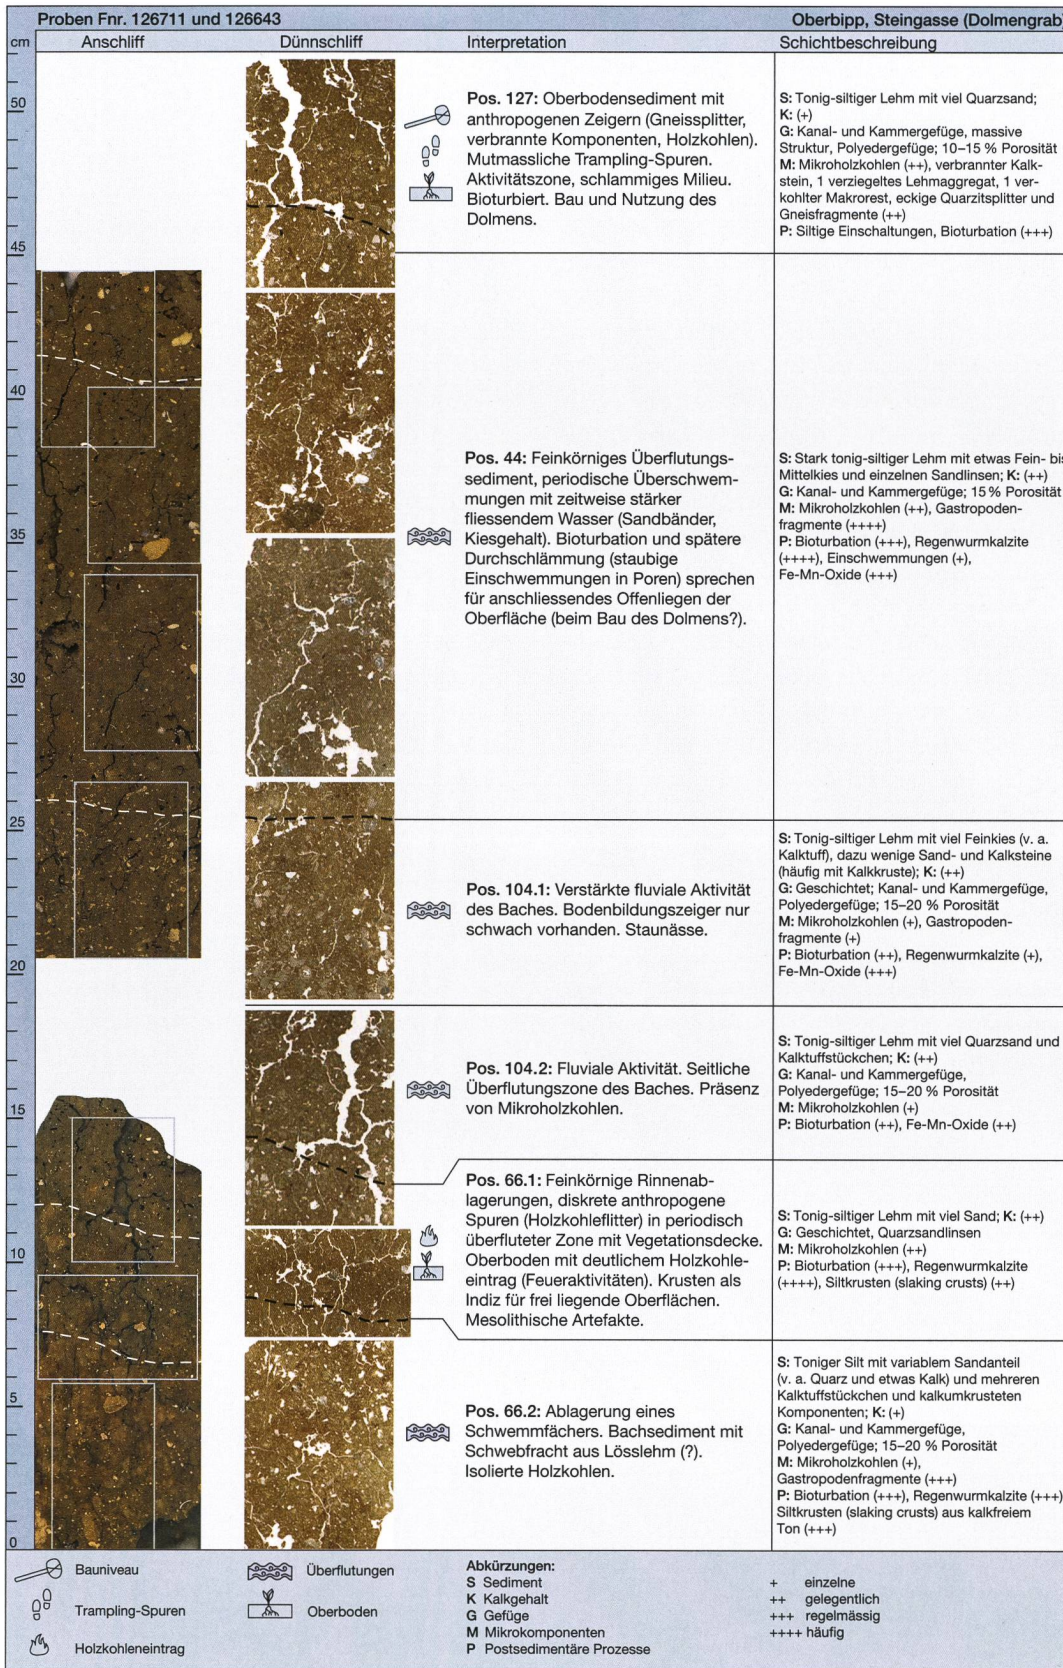 Proben Fnr. 126711 und 126643
Oberbipp, Steingasse (Dolmengrab)
cm
Anschliff
Dünnschliff
Interpretation
Schichtbeschreibung
50
45
40
35
30
25
20
15
10
5
0
Pos. 127: Oberbodensediment mit
anthropogenen Zeigern (Gneissplitter,
verbrannte Komponenten, Holzkohlen).
Mutmassliche Trampling-Spuren.
Aktivitätszone, schlammiges Milieu.
Bioturbiert. Bau und Nutzung des
Dolmens.
S: Tonig-siltiger Lehm mit viel Quarzsand;
K: (+)
G: Kanal- und Kammergefüge, massive
Struktur, Polyedergefüge; 10–15 % Porosität
M: Mikroholzkohlen (++), verbrannter Kalk-
stein, 1 verziegeltes Lehmaggregat, 1 ver-
kohlter Makrorest, eckige Quarzitsplitter und
Gneisfragmente (++)
P: Siltige Einschaltungen, Bioturbation (+++)
Pos. 44: Feinkörniges Überflutungs-
sediment, periodische Überschwem-
mungen mit zeitweise stärker
fliessendem Wasser (Sandbänder,
Kiesgehalt). Bioturbation und spätere
Durchschlämmung (staubige
Einschwemmungen in Poren) sprechen
für anschliessendes Offenliegen der
Oberfläche (beim Bau des Dolmens?).
S: Stark tonig-siltiger Lehm mit etwas Fein- bis
Mittelkies und einzelnen Sandlinsen; K: (++)
G: Kanal- und Kammergefüge; 15 % Porosität
M: Mikroholzkohlen (++), Gastropoden-
fragmente (++++)
P: Bioturbation (+++), Regenwurmkalzite
(++++), Einschwemmungen (+),
Fe-Mn-Oxide (+++)
Pos. 104.1: Verstärkte fluviale Aktivität
des Baches. Bodenbildungszeiger nur
schwach vorhanden. Staunässe.
S: Tonig-siltiger Lehm mit viel Feinkies (v. a.
Kalktuff), dazu wenige Sand- und Kalksteine
(häufig mit Kalkkruste); K: (++)
G: Geschichtet; Kanal- und Kammergefüge,
Polyedergefüge; 15–20 % Porosität
M: Mikroholzkohlen (+), Gastropoden-
fragmente (+)
P: Bioturbation (++), Regenwurmkalzite (+),
Fe-Mn-Oxide (+++)
Pos. 104.2: Fluviale Aktivität. Seitliche
Überflutungszone des Baches. Präsenz
von Mikroholzkohlen.
S: Tonig-siltiger Lehm mit viel Quarzsand und
Kalktuffstückchen; K: (++)
G: Kanal- und Kammergefüge,
Polyedergefüge; 15–20 % Porosität
M: Mikroholzkohlen (+)
P: Bioturbation (++), Fe-Mn-Oxide (++)
Pos. 66.1: Feinkörnige Rinnenab-
lagerungen, diskrete anthropogene
Spuren (Holzkohleflitter) in periodisch
überfluteter Zone mit Vegetationsdecke.
Oberboden mit deutlichem Holzkohle-
eintrag (Feueraktivitäten). Krusten als
Indiz für frei liegende Oberflächen.
Mesolithische Artefakte.
S: Tonig-siltiger Lehm mit viel Sand; K: (++)
G: Geschichtet, Quarzsandlinsen
M: Mikroholzkohlen (++)
P: Bioturbation (+++), Regenwurmkalzite
(++++), Siltkrusten (slaking crusts) (++)
Pos. 66.2: Ablagerung eines
Schwemmfächers. Bachsediment mit
Schwebfracht aus Lösslehm (?).
Isolierte Holzkohlen.
S: Toniger Silt mit variablem Sandanteil
(v. a. Quarz und etwas Kalk) und mehreren
Kalktuffstückchen und kalkumkrusteten
Komponenten; K: (+)
G: Kanal- und Kammergefüge,
Polyedergefüge; 15–20 % Porosität
M: Mikroholzkohlen (+),
Gastropodenfragmente (+++)
P: Bioturbation (+++), Regenwurmkalzite (+++)
Siltkrusten (slaking crusts) aus kalkfreiem
Ton (+++)
Bauniveau
Trampling-Spuren
Holzkohleneintrag
Überflutungen
Oberboden
Abkürzungen:
S Sediment
K Kalkgehalt
G Gefüge
M Mikrokomponenten
P Postsedimentäre Prozesse
+ einzelne
++ gelegentlich
+++ regelmässig
++++ häufig